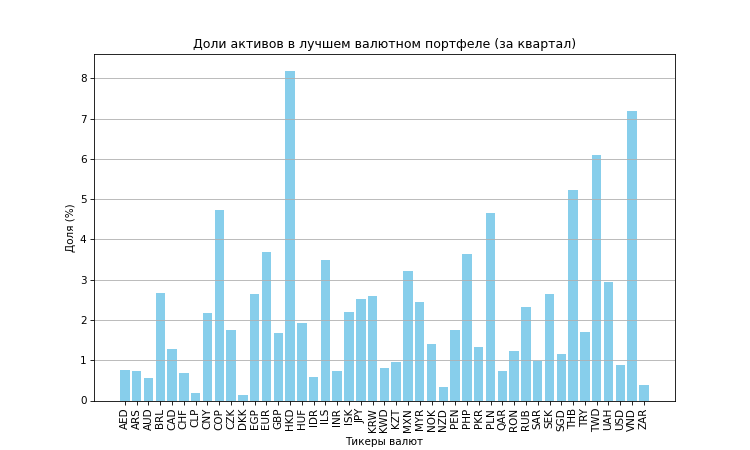 Доли активов в лучшем валютном портфеле (за квартал)
Доля (%)
8
7
6
5
4
3
2
1
0
AED ARS AUD BRL CAD CHF CLP CNY COP CZK DKK EGP EUR GBP HKD HUF IDR ILS INR ISK JPY KRW KWD KZT MXN MYR NOK NZD PEN PHP PKR PLN QAR RON RUB SAR SEK SGD THB TRY TWD UAH USD VND ZAR
Тикеры валют